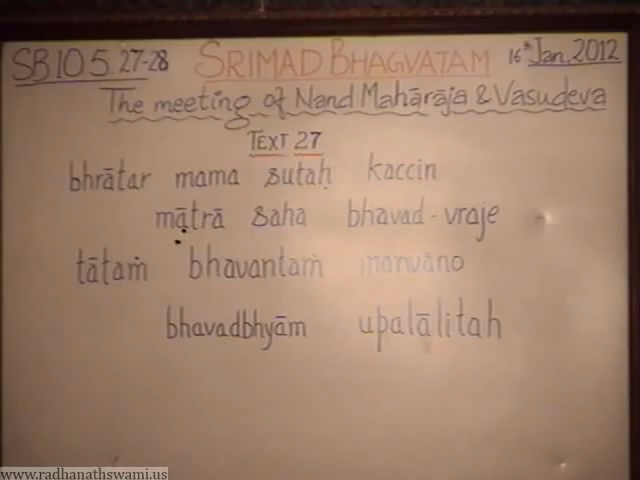 SB 10 5 27-28 SRIMAD BHAGVATAM 16th Jan, 2012
The meeting of Nand Mahārāja & Vasudeva
TEXT 27
bhrātar mama sutaḥ kaccin
mātrā saha bhavad-vraje
tātaṁ bhavantaṁ manvāno
bhavadbhyām upalālitaḥ
www.radhanathswami.us